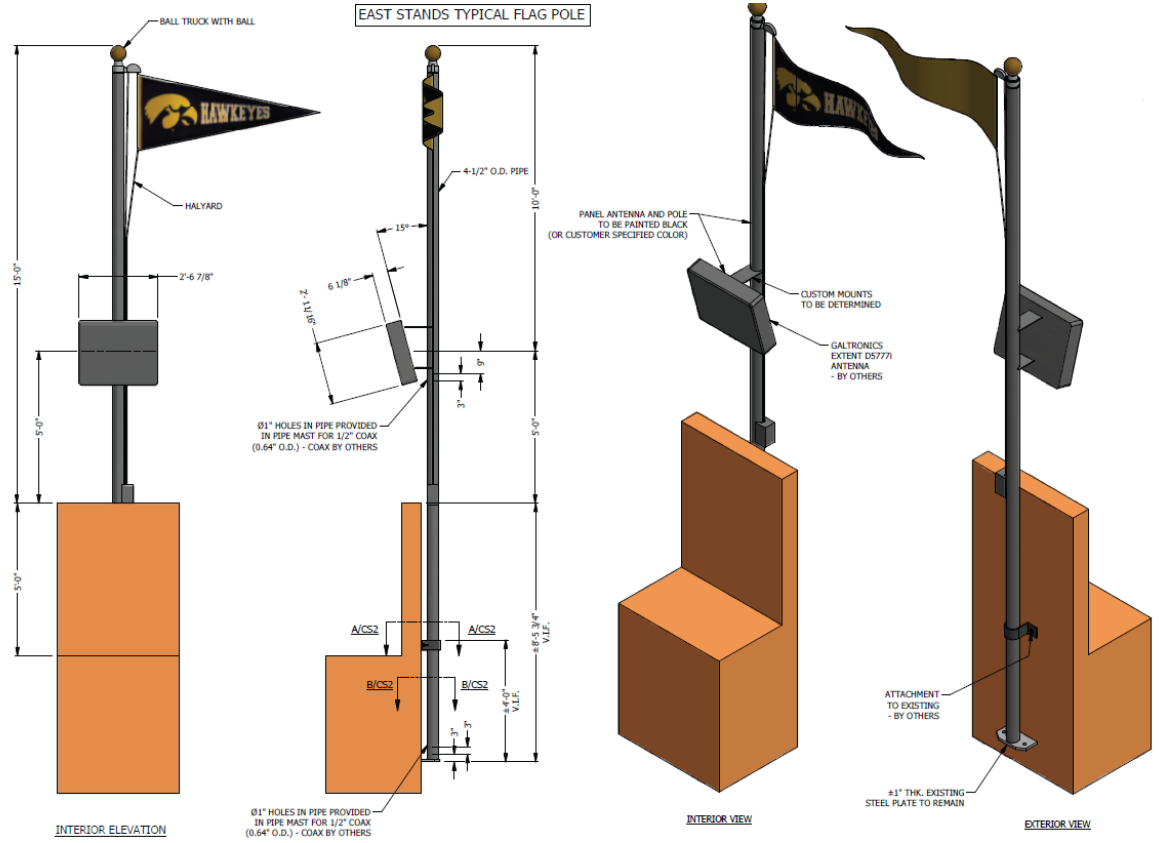 EAST STANDS TYPICAL FLAG POLE
BALL TRUCK WITH BALL
HAWKEYES
HALYARD
15'-0"
2'-6 7/8"
5'-0"
5'-0"
INTERIOR ELEVATION
4-1/2" O.D. PIPE
10'-0"
15°
6 1/8"
2'- 11/16"
9"
3"
5'-0"
Ø1" HOLES IN PIPE PROVIDED
IN PIPE MAST FOR 1/2" COAX
(0.64" O.D.) - COAX BY OTHERS
A/CS2
A/CS2
B/CS2
B/CS2
±8'-5 3/4"
V.I.F.
±4'-0"
V.I.F.
3"
3"
Ø1" HOLES IN PIPE PROVIDED
IN PIPE MAST FOR 1/2" COAX
(0.64" O.D.) - COAX BY OTHERS
HAWKEYES
PANEL ANTENNA AND POLE
TO BE PAINTED BLACK
(OR CUSTOMER SPECIFIED COLOR)
CUSTOM MOUNTS
TO BE DETERMINED
GALTRONICS
EXTENT D5777I
ANTENNA
- BY OTHERS
INTERIOR VIEW
ATTACHMENT
TO EXISTING
- BY OTHERS
±1" THK. EXISTING
STEEL PLATE TO REMAIN
EXTERIOR VIEW